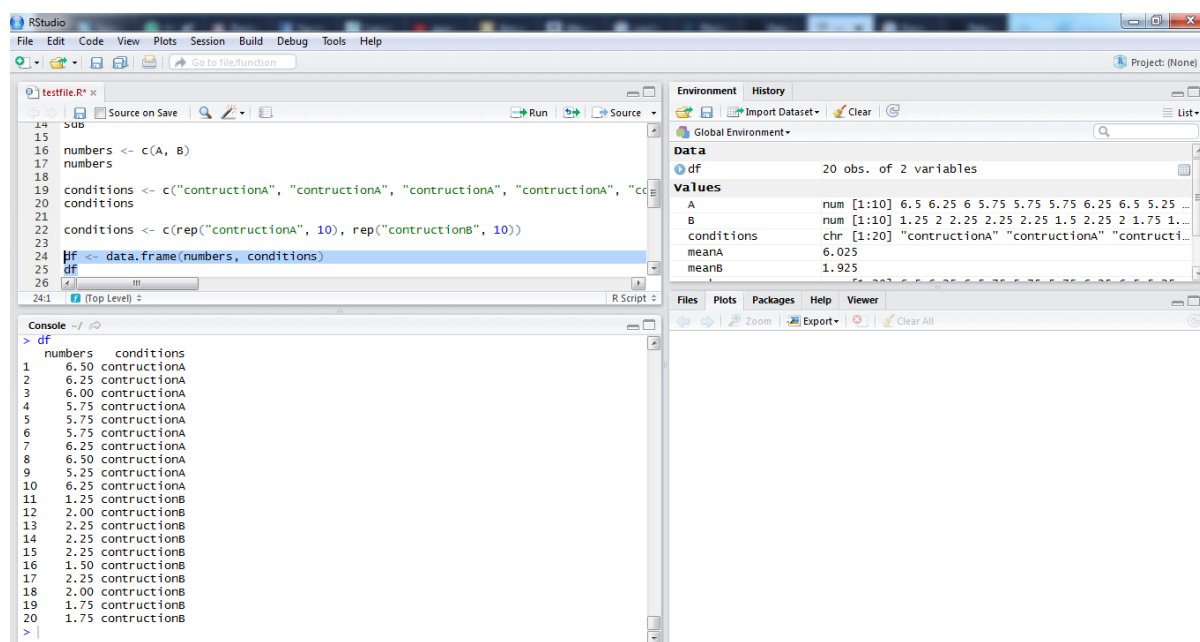 RStudio
File Edit Code View Plots Session Build Debug Tools Help
Go to file/function
Project: (None)
testfile.R*
Source on Save
Run
Source
14 sdB
15
16 numbers <- c(A, B)
17 numbers
18
19 conditions <- c("contructionA", "contructionA", "contructionA", "contructionA", "cc
20 conditions
21
22 conditions <- c(rep("contructionA", 10), rep("contructionB", 10))
23
24 df <- data.frame(numbers, conditions)
25 df
26
24:1 (Top Level) R Script
Console ~/
> df
numbers conditions
1 6.50 contructionA
2 6.25 contructionA
3 6.00 contructionA
4 5.75 contructionA
5 5.75 contructionA
6 5.75 contructionA
7 6.25 contructionA
8 6.50 contructionA
9 5.25 contructionA
10 6.25 contructionA
11 1.25 contructionB
12 2.00 contructionB
13 2.25 contructionB
14 2.25 contructionB
15 2.25 contructionB
16 1.50 contructionB
17 2.25 contructionB
18 2.00 contructionB
19 1.75 contructionB
20 1.75 contructionB
>
Environment History
Import Dataset Clear List
Global Environment
Data
df 20 obs. of 2 variables
Values
A num [1:10] 6.5 6.25 6 5.75 5.75 5.75 6.25 6.5 5.25 …
B num [1:10] 1.25 2 2.25 2.25 2.25 1.5 2.25 2 1.75 1.…
conditions chr [1:20] "contructionA" "contructionA" "contructi…
meanA 6.025
meanB 1.925
Files Plots Packages Help Viewer
Zoom Export Clear All